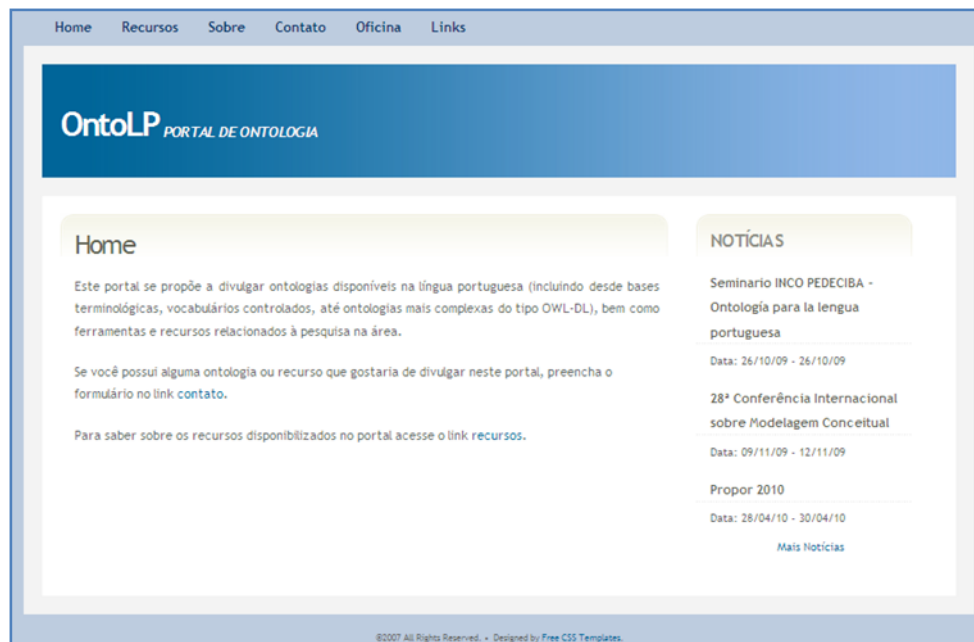 Home Recursos Sobre Contato Oficina Links
OntoLP PORTAL DE ONTOLOGIA
Home
Este portal se propõe a divulgar ontologias disponíveis na língua portuguesa (incluindo desde bases
terminológicas, vocabulários controlados, até ontologias mais complexas do tipo OWL-DL), bem como
ferramentas e recursos relacionados à pesquisa na área.
Se você possui alguma ontologia ou recurso que gostaria de divulgar neste portal, preencha o
formulário no link contato.
Para saber sobre os recursos disponibilizados no portal acesse o link recursos.
NOTÍCIAS
Seminario INCO PEDECIBA -
Ontología para la lengua
portuguesa
Data: 26/10/09 - 26/10/09
28ª Conferência Internacional
sobre Modelagem Conceitual
Data: 09/11/09 - 12/11/09
Propor 2010
Data: 28/04/10 - 30/04/10
Mais Notícias
©2007 All Rights Reserved. • Designed by Free CSS Templates.